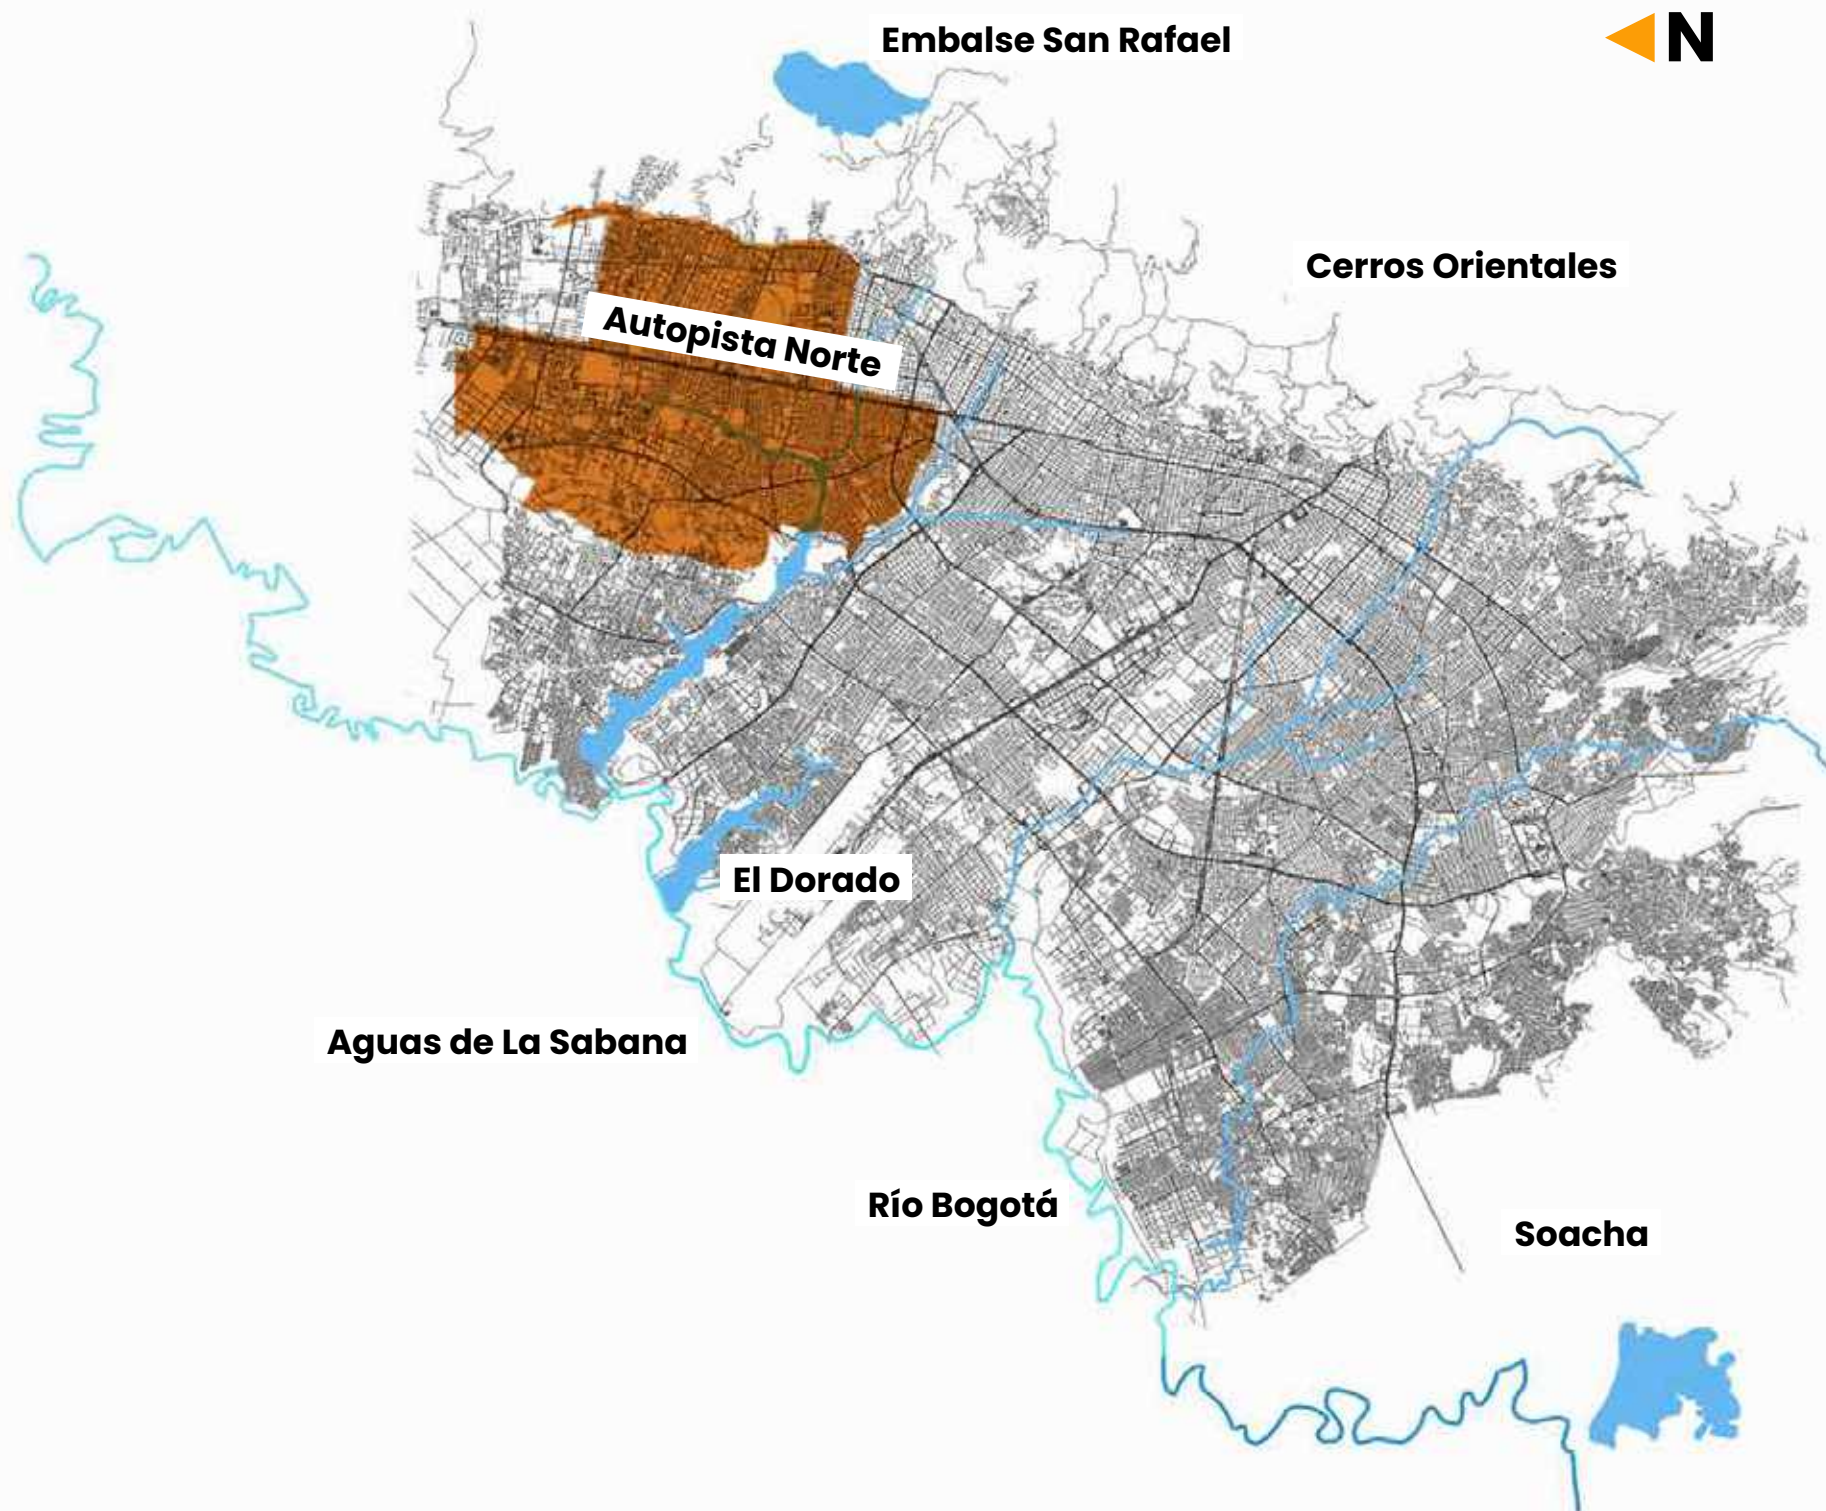 Embalse San Rafael
N
Cerros Orientales
Autopista Norte
El Dorado
Aguas de La Sabana
Río Bogotá
Soacha